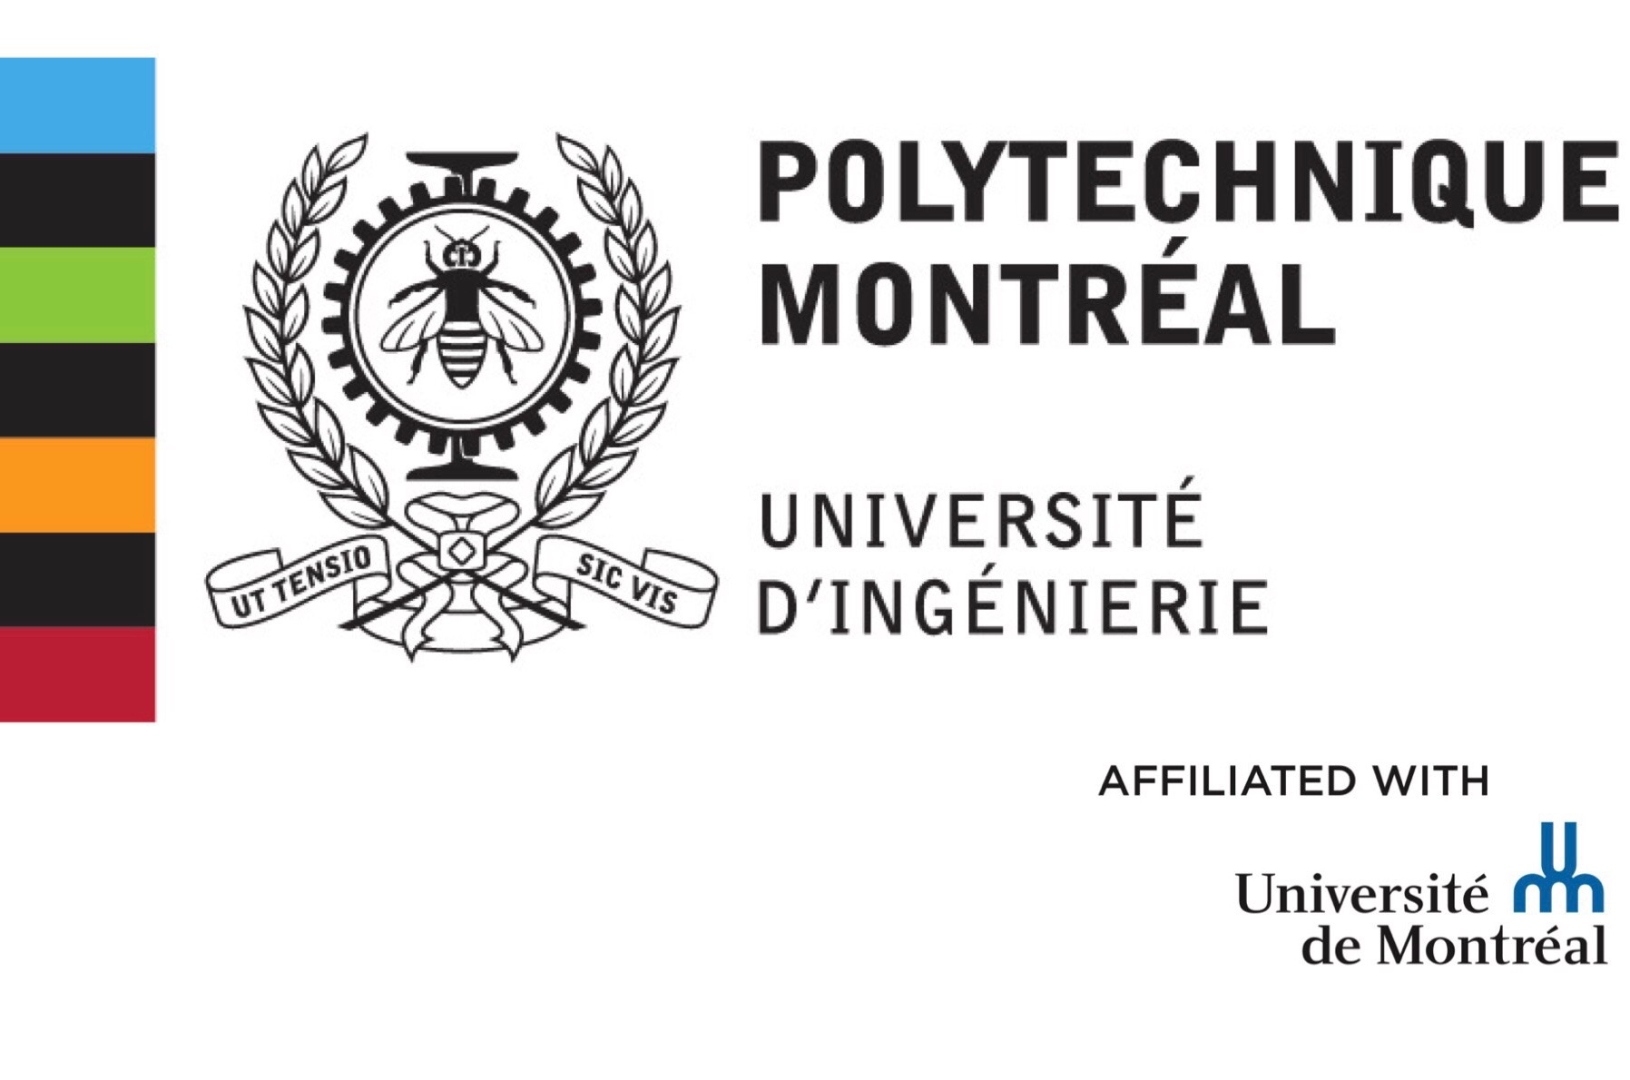 POLYTECHNIQUE
MONTRÉAL
UNIVERSITÉ
D'INGÉNIERIE
UT TENSIO
SIC VIS
AFFILIATED WITH
Université
de Montréal